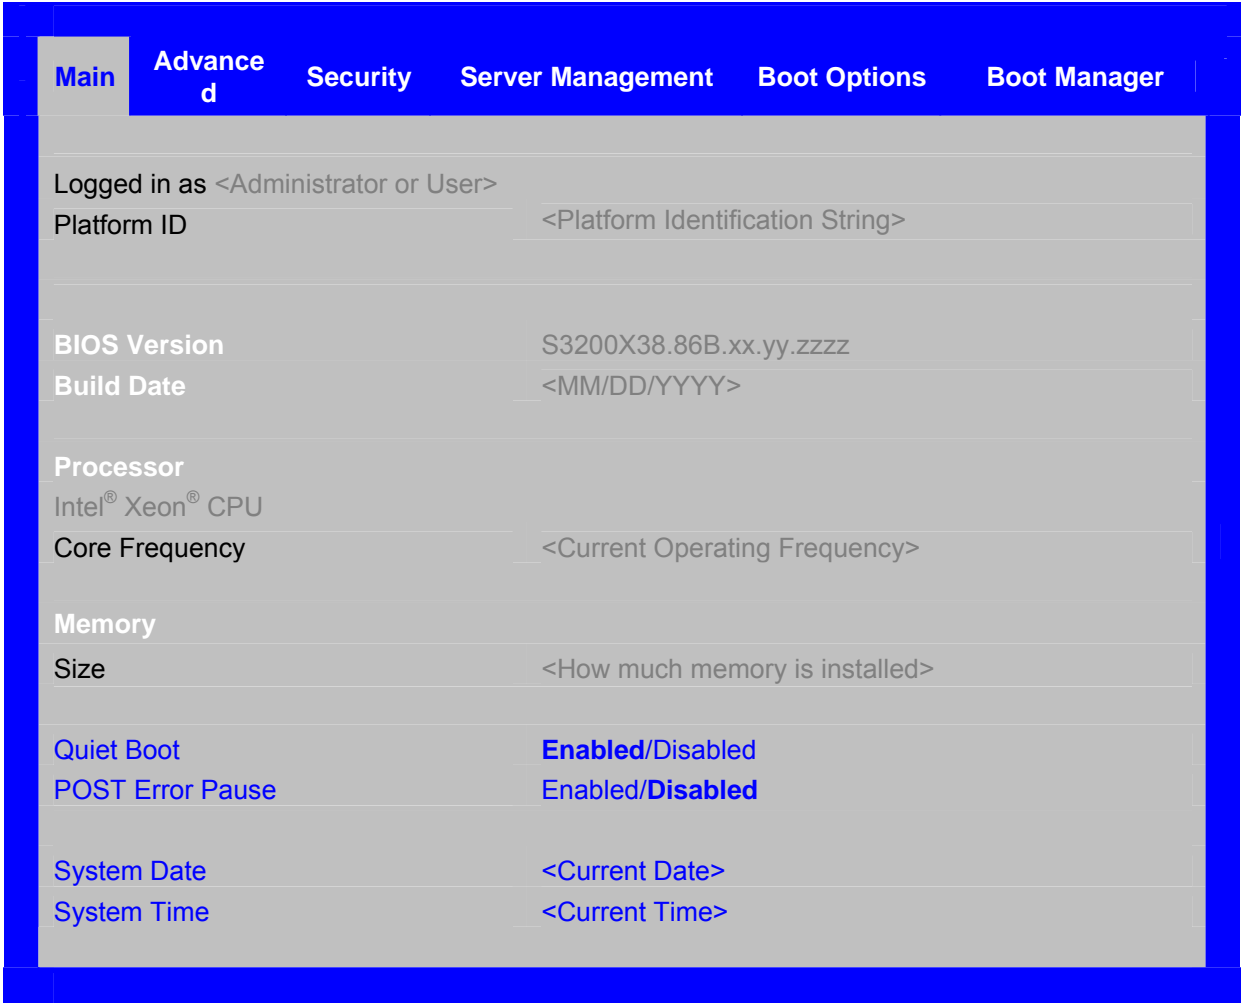 Main Advance
d Security Server Management Boot Options Boot Manager
Logged in as <Administrator or User>
Platform ID <Platform Identification String>
BIOS Version S3200X38.86B.xx.yy.zzzz
Build Date <MM/DD/YYYY>
Processor
Intel® Xeon® CPU
Core Frequency <Current Operating Frequency>
Memory
Size <How much memory is installed>
Quiet Boot Enabled/Disabled
POST Error Pause Enabled/Disabled
System Date <Current Date>
System Time <Current Time>